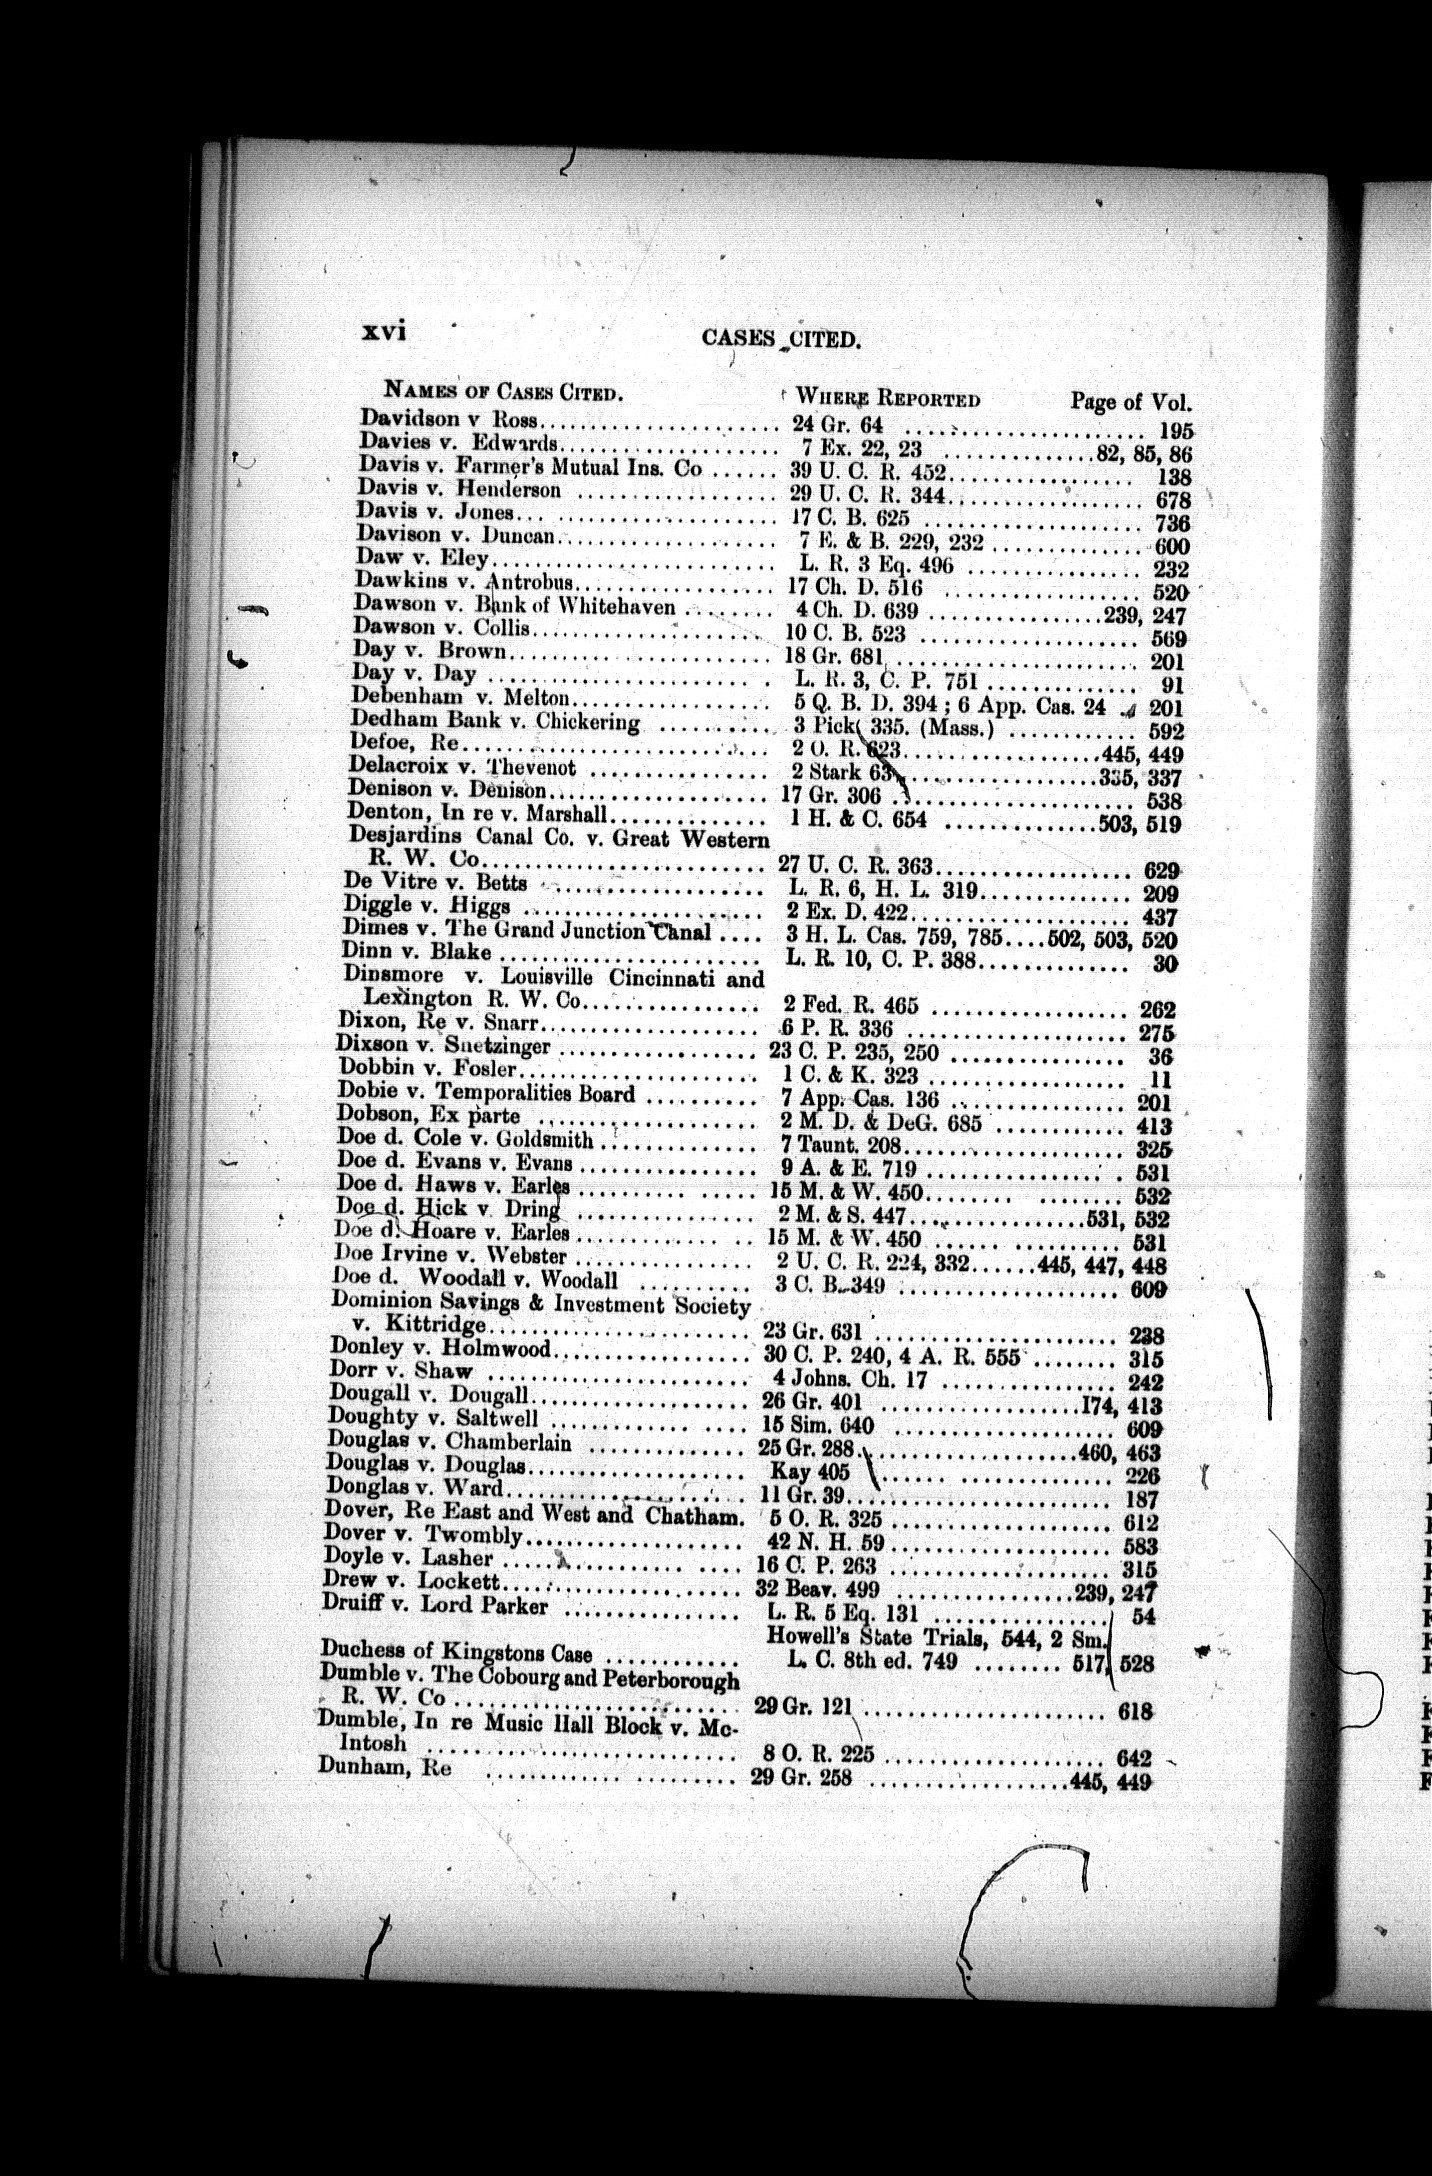 xvi CASES CITED.
NAMES OF CASES CITED. WHERE REPORTED Page of Vol.
Davidson v Ross........................ 24 Gr. 64 ........................ 195
Davies v. Edwards..................... 7 Ex. 22, 23 ..............82, 85, 86
Davis v. Farmer's Mutual Ins. Co ...... 39 U. C. R. 452.................. 138
Davis v. Henderson ................... 29 U. C. R. 344................... 678
Davis v. Jones... ..................... 17 C. B. 625 ..................... 736
Davison v. Duncan..................... 7 E. & B. 229, 232 ............... 600
Daw v. Eley........................... L. R. 3 Eq. 496 ................. 232
Dawkins v. Antrobus................... 17 Ch. D. 516 ................... 520
Dawson v. Bank of Whitehaven ........ 4 Ch. D. 639 .................239, 247
Dawson v. Collis....................... 10 C. B. 523 ..................... 569
Day v. Brown.......................... 18 Gr. 681 ....................... 201
Day v. Day ........................... L. R. 3, C. P. 751 .............. 91
Debenham v. Melton................... 5 Q. B. D. 394 ; 6 App. Cas. 24 .. 201
Dedham Bank v. Chickering ........... 3 Pick 335. (Mass.) ............ 592
Defoe, Re.............................. 2 O. R. 623...................445, 449
Delacroix v. Thevenot ................. 2 Stark 63....................335, 337
Denison v. Denison..................... 17 Gr. 306 ....................... 538
Denton, In re v. Marshall............... 1 H. & C. 654 ...............503, 519
Desjardins Canal Co. v. Great Western
R. W. Co........................... 27 U. C. R. 363................... 629
De Vitre v. Betts ..................... L. R. 6, H. L. 319............... 209
Diggle v. Higgs ....................... 2 Ex. D. 422...................... 437
Dimes v. The Grand Junction Canal .... 3 H. L. Cas. 759, 785....502, 503, 520
Dinn v. Blake ......................... L. R. 10, C. P. 388............... 30
Dinsmore v. Louisville Cincinnati and
Lexington R. W. Co................. 2 Fed. R. 465 ................... 262
Dixon, Re v. Snarr..................... 6 P. R. 336 ..................... 275
Dixson v. Snetzinger ................... 23 C. P. 235, 250 ................. 36
Dobbin v. Fosler....................... 1 C. & K. 323 ................... 11
Dobie v. Temporalities Board .......... 7 App. Cas. 136 ................. 201
Dobson, Ex parte ..................... 2 M. D. & DeG. 685 ............. 413
Doe d. Cole v. Goldsmith ............... 7 Taunt. 208..................... 325
Doe d. Evans v. Evans ................. 9 A. & E. 719 ................. . 531
Doe d. Haws v. Earles .......... ..... 15 M. & W. 450........ ........ 532
Doe d. Hick v. Dring ................. 2 M. & S. 447..................531, 532
Doe d. Hoare v. Earles ............. .. 15 M. & W. 450 ...... .......... 531
Doe Irvine v. Webster ................. 2 U. C. R. 224, 332......445, 447, 448
Doe d. Woodall v. Woodall ........... 3 C. B. 349 ..................... 609
Dominion Savings & Investment Society
v. Kittridge......................... 23 Gr. 631 ....................... 238
Donley v. Holmwood................... 30 C. P. 240, 4 A. R. 555 ........ 315
Dorr v. Shaw ......................... 4 Johns. Ch. 17 ................. 242
Dougall v. Dougall..................... 26 Gr. 401 ...................174, 413
Doughty v. Saltwell ........... .... 15 Sim. 640 ..................... 609
Douglas v. Chamberlain ............... 25 Gr. 288.....................460, 463
Douglas v. Douglas..................... Kay 405 ...... ................. 226
Donglas v. Ward....................... 11 Gr. 39......................... 187
Dover, Re East and West and Chatham. 5 O. R. 325 ..................... 612
Dover v. Twombly..................... 42 N. H. 59..................... 583
Doyle v. Lasher ............... .... 16 C. P. 263 ..................... 315
Drew v. Lockett....................... 32 Beav. 499 .................239, 247
Druiff v. Lord Parker ................. L. R. 5 Eq. 131 ................. 54
Howell's State Trials, 544, 2 Sm.
Duchess of Kingstons Case ............ L. C. 8th ed. 749 ........ 517, 528
Dumble v. The Cobourg and Peterborough
R. W. Co ........................... 29 Gr. 121 ....................... 618
Dumble, In re Music Hall Block v. Mc-
Intosh ............................. 8 O. R. 225 ..................... 642
Dunham, Re ............ .......... 29 Gr. 258 ...................445, 449